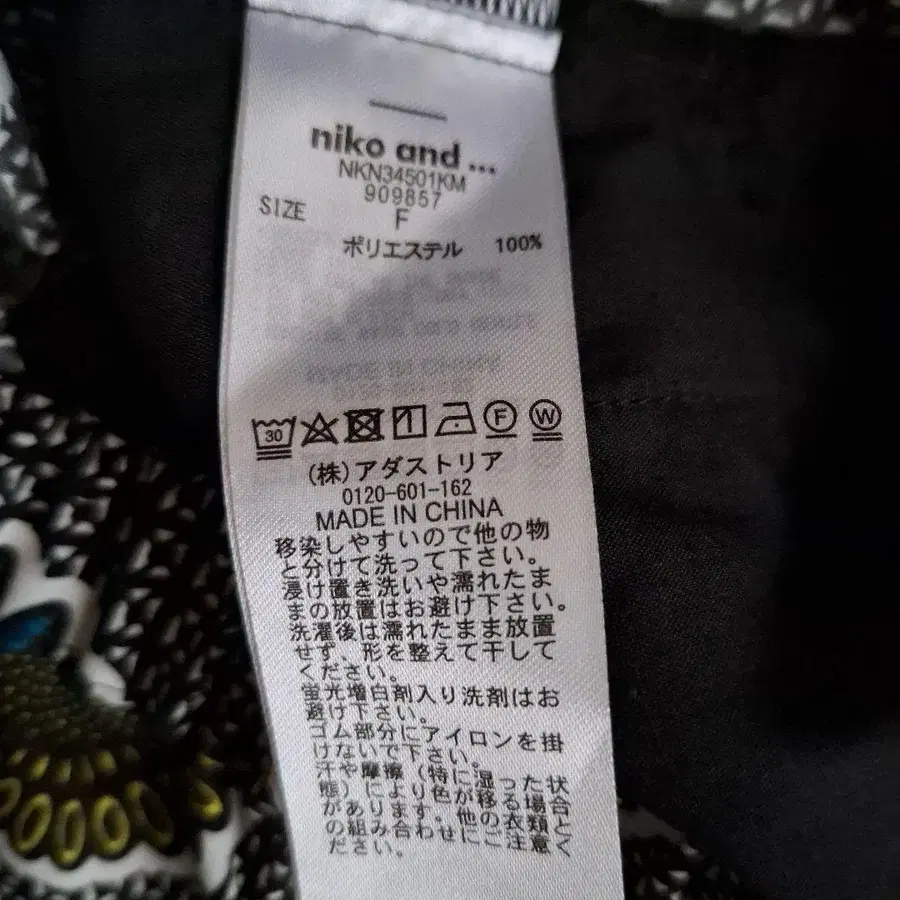 niko and ...
NKN34501KM
909857
SIZE F
ポリエステル 100%
30
F W
(株)アダストリア
0120-601-162
MADE IN CHINA
移染しやすいので他の物
と分けて洗って下さい。
浸け置き洗いや濡れたま
まの放置はお避け下さい。
洗濯後は濡れたまま放置
せず、形を整えて干して
ください。
蛍光増白剤入り洗剤はお
避け下さい。
ゴム部分にアイロンを掛
けないで下さい。
汗や摩擦(特に湿った状
態)により色が移る場合
があります。他の衣類と
の組み合わせにご注意く
ださい。